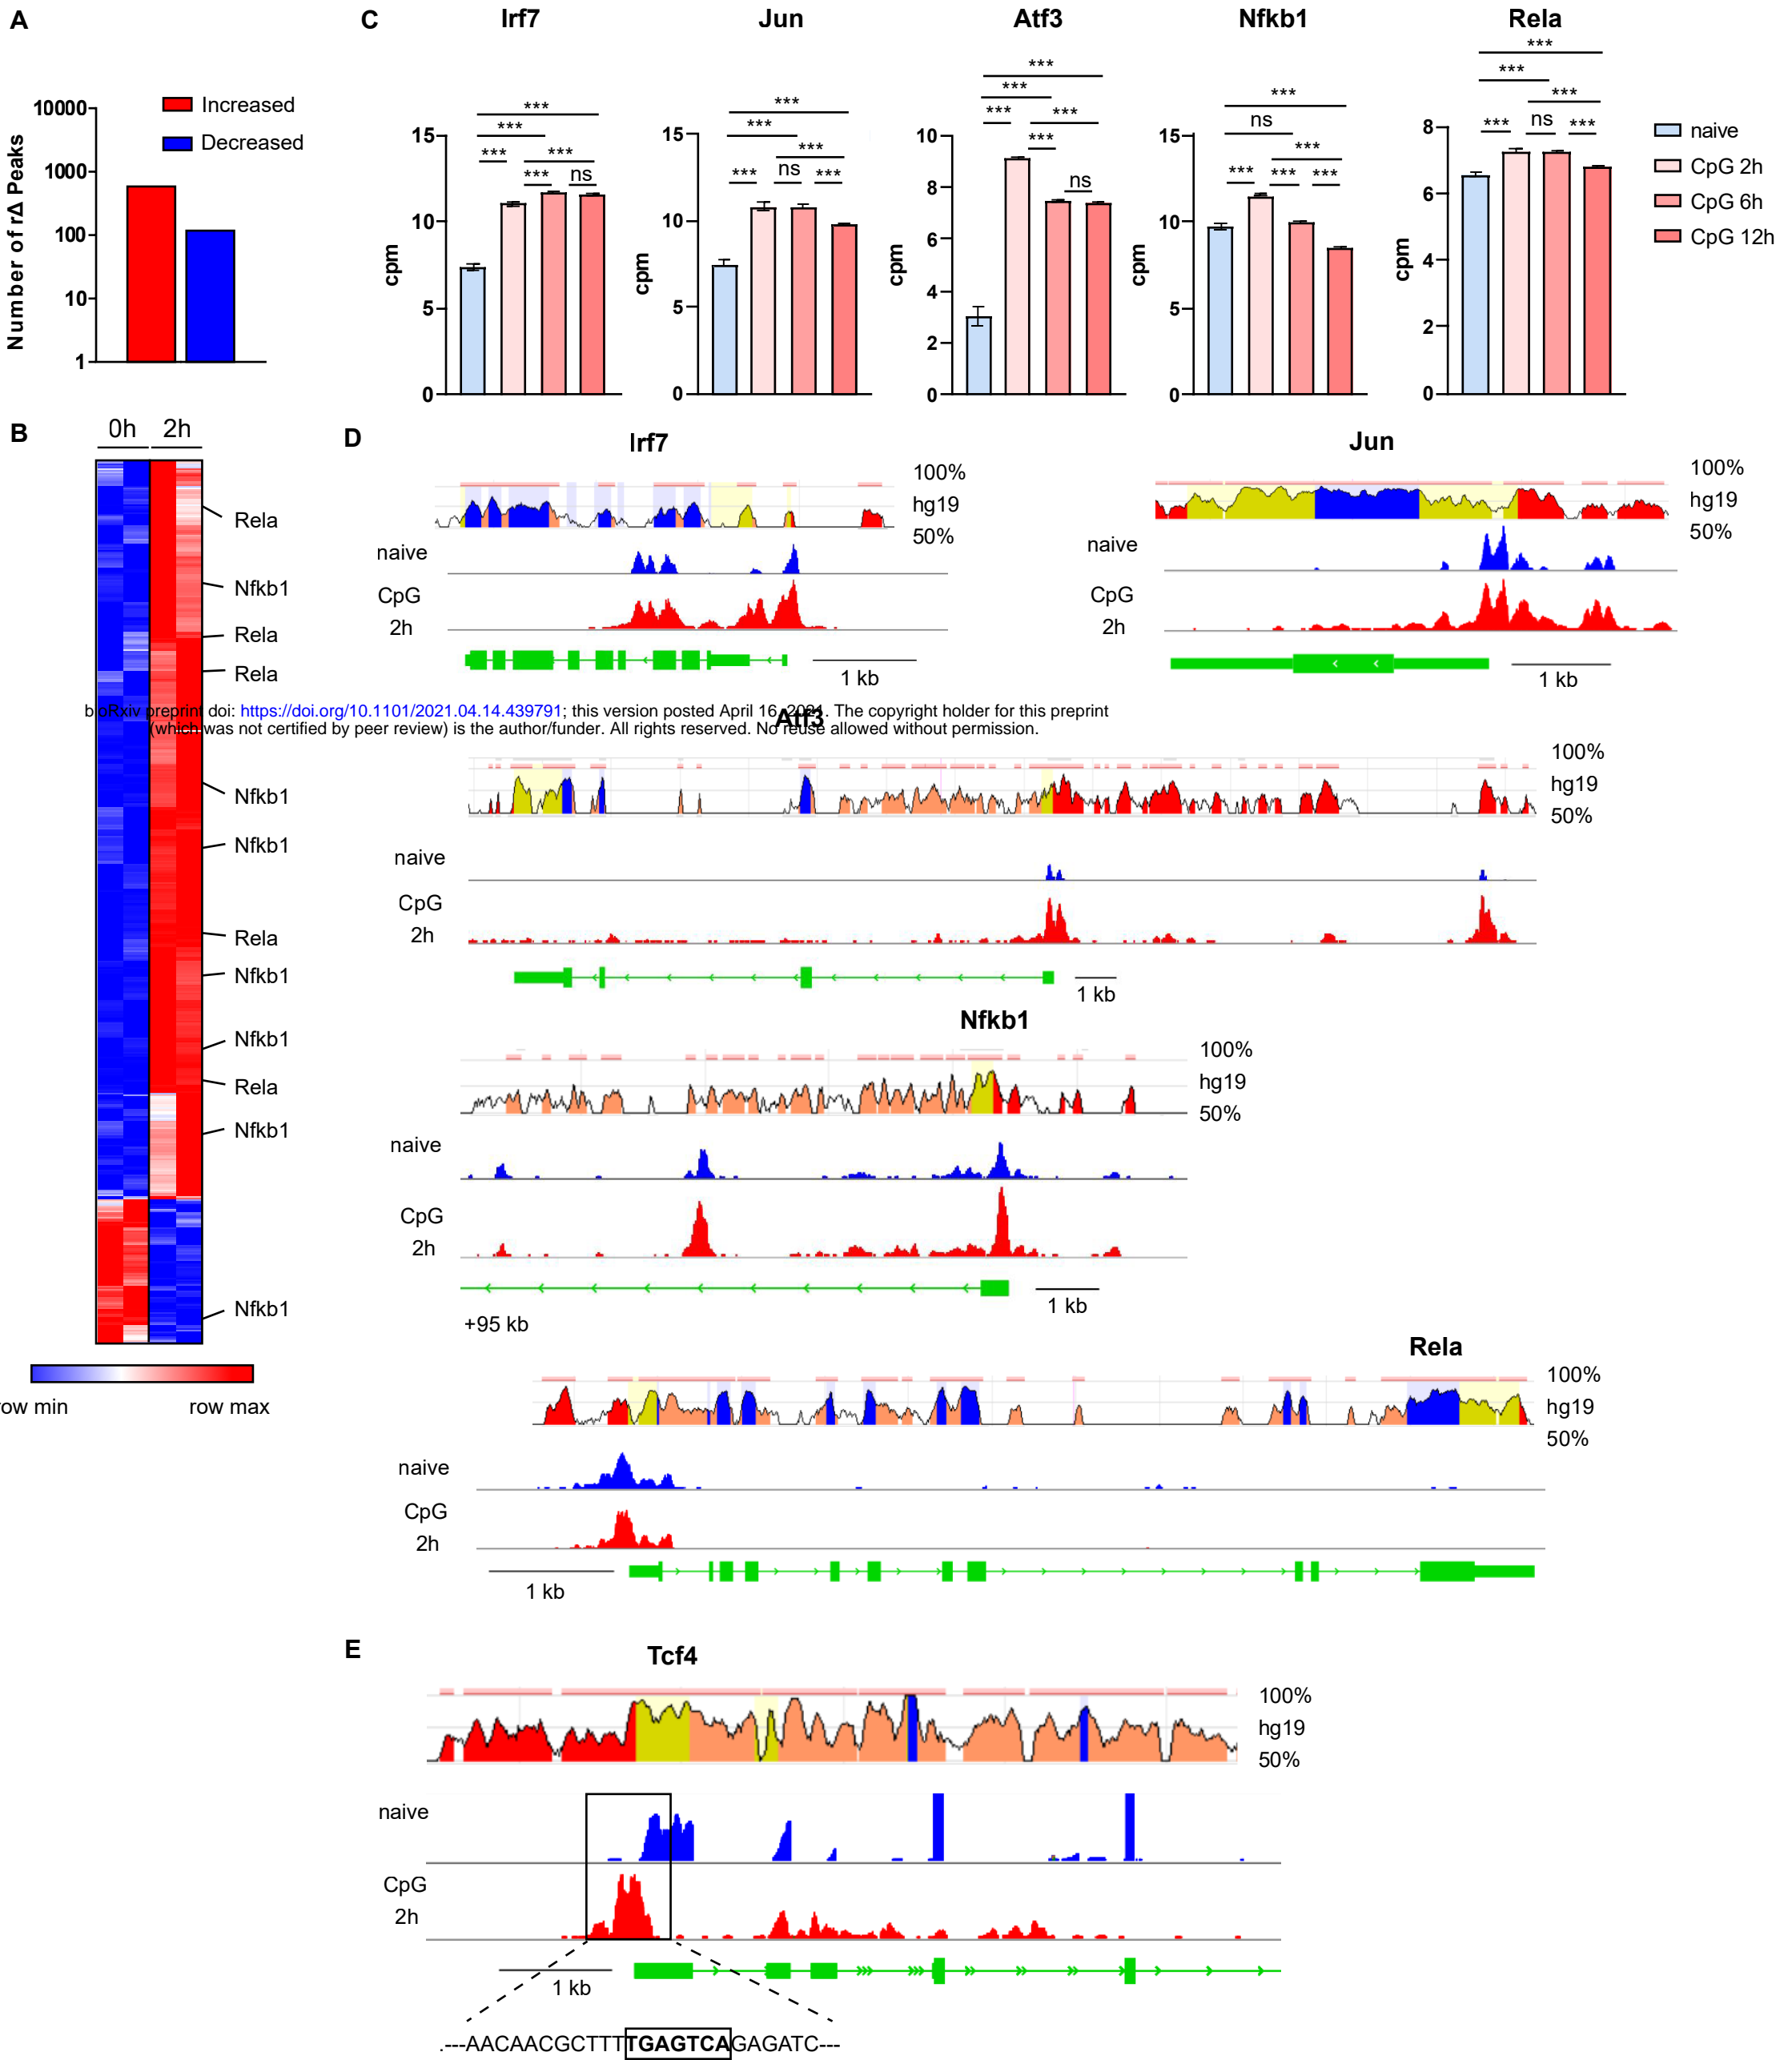 A
Number of rΔ Peaks
10000
1000
100
10
1
Increased
Decreased
B
0h 2h
Rela
Nfkb1
Rela
Rela
Nfkb1
Nfkb1
Rela
Nfkb1
Nfkb1
Rela
Nfkb1
Nfkb1
row min row max
C
Irf7
cpm
15
10
5
0
***
***
***
***
*** ns
Jun
cpm
15
10
5
0
***
***
***
*** ns ***
Atf3
cpm
10
8
6
4
2
0
***
***
*** ***
***
ns
Nfkb1
cpm
15
10
5
0
***
ns
***
*** *** ***
Rela
cpm
8
6
4
2
0
***
***
***
*** ns ***
naive
CpG 2h
CpG 6h
CpG 12h
D
Irf7
100%
hg19
50%
naive
CpG
2h
1 kb
Jun
100%
hg19
50%
naive
CpG
2h
1 kb
bioRxiv preprint doi: https://doi.org/10.1101/2021.04.14.439791; this version posted April 16, 2021. The copyright holder for this preprint
(which was not certified by peer review) is the author/funder. All rights reserved. No reuse allowed without permission.
Atf3
100%
hg19
50%
naive
CpG
2h
1 kb
Nfkb1
100%
hg19
50%
naive
CpG
2h
1 kb
+95 kb
Rela
100%
hg19
50%
naive
CpG
2h
1 kb
E
Tcf4
100%
hg19
50%
naive
CpG
2h
1 kb
.---AACAACGCTTTTGAGTCAGAGATC---